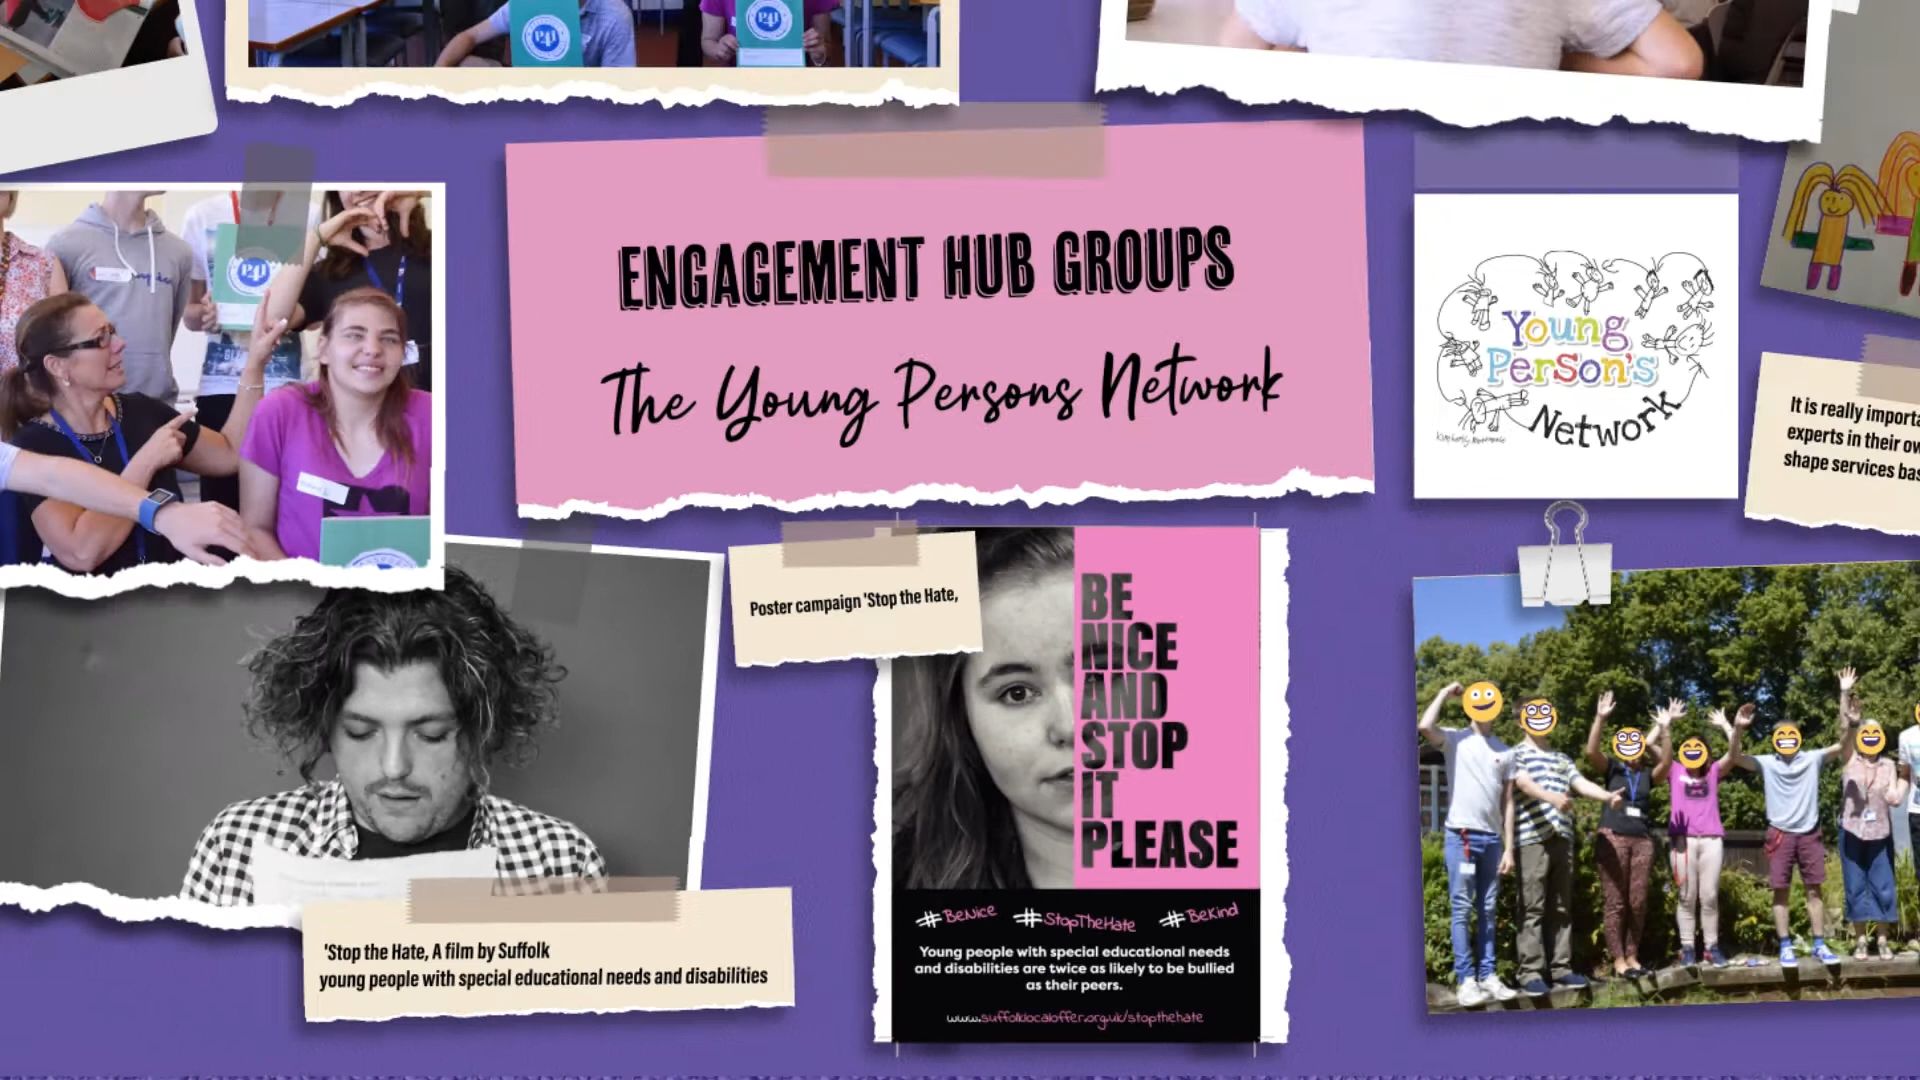 ENGAGEMENT HUB GROUPS
The Young Persons Network
Young
Person's
Network
It is really importa
experts in their ow
shape services bas
Poster campaign 'Stop the Hate,
BE
NICE
AND
STOP
IT
PLEASE
#BeNice #StopTheHate #BeKind
Young people with special educational needs
and disabilities are twice as likely to be bullied
as their peers.
www.suffolklocaloffer.org.uk/stopthehate
'Stop the Hate, A film by Suffolk
young people with special educational needs and disabilities